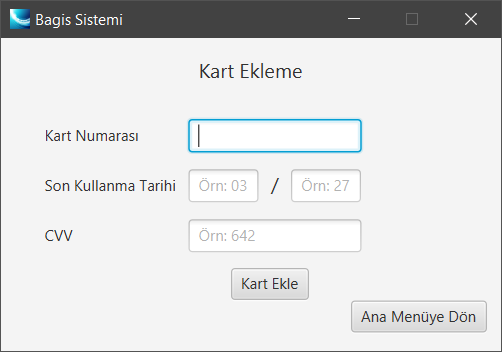 Bagis Sistemi
Kart Ekleme
Kart Numarası
Son Kullanma Tarihi Örn: 03 / Örn: 27
CVV Örn: 642
Kart Ekle
Ana Menüye Dön